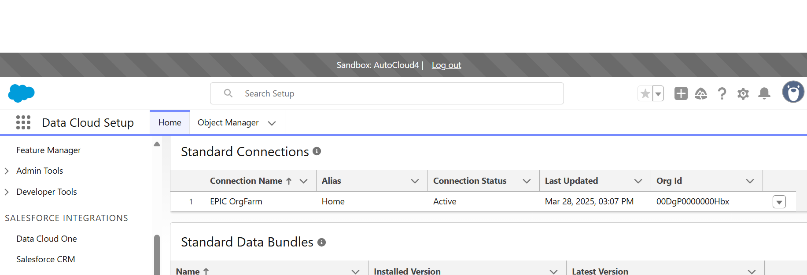 Sandbox: AutoCloud4 | Log out
Search Setup
Data Cloud Setup Home Object Manager
Feature Manager
Admin Tools
Developer Tools
SALESFORCE INTEGRATIONS
Data Cloud One
Salesforce CRM
Standard Connections
Connection Name ↑ Alias Connection Status Last Updated Org Id
1 EPIC OrgFarm Home Active Mar 28, 2025, 03:07 PM 00DgP0000000Hbx
Standard Data Bundles
Name ↑ Installed Version Latest Version